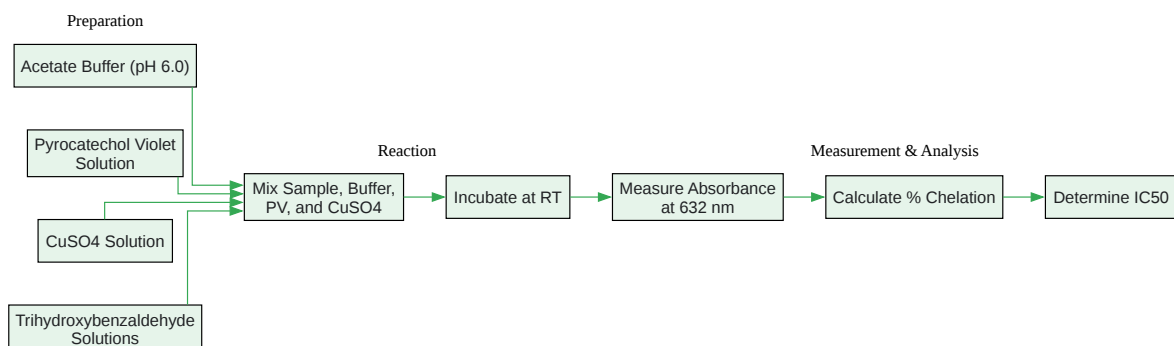 Preparation
Acetate Buffer (pH 6.0)
Pyrocatechol Violet
Solution
CuSO4 Solution
Trihydroxybenzaldehyde
Solutions
Reaction
Mix Sample, Buffer,
PV, and CuSO4
Incubate at RT
Measurement & Analysis
Measure Absorbance
at 632 nm
Calculate % Chelation
Determine IC50